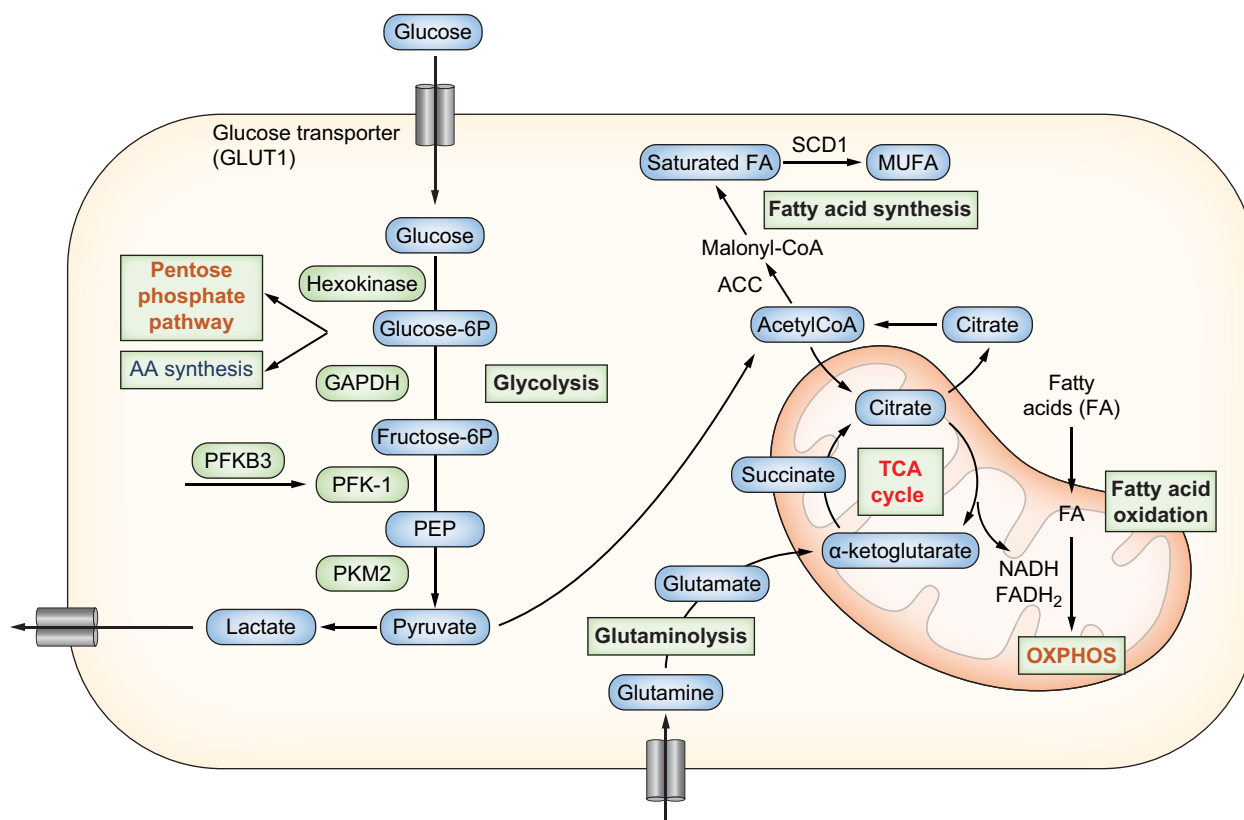 Glucose
Glucose transporter
(GLUT1)
Glucose
Hexokinase
Pentose
phosphate
pathway
AA synthesis
Glucose-6P
GAPDH
Glycolysis
Fructose-6P
PFKB3
PFK-1
PEP
PKM2
Lactate
Pyruvate
Saturated FA
SCD1
MUFA
Fatty acid synthesis
Malonyl-CoA
ACC
AcetylCoA
Citrate
Citrate
Succinate
TCA
cycle
α-ketoglutarate
Glutamate
Glutaminolysis
Glutamine
Fatty
acids (FA)
FA
Fatty acid
oxidation
NADH
FADH₂
OXPHOS